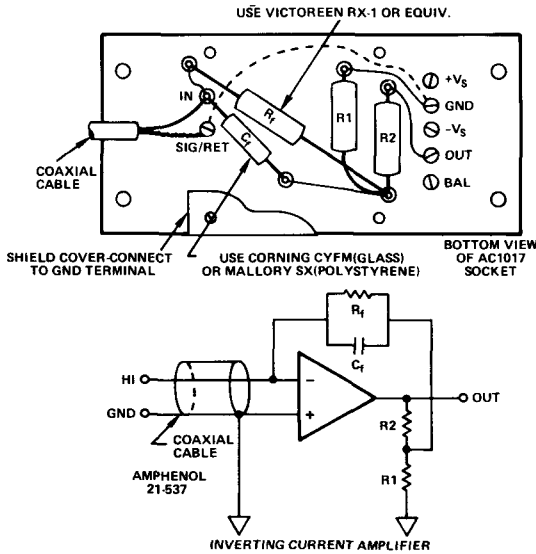 USE VICTOREEN RX-1 OR EQUIV.
IN
Rf
Cf
R1
R2
+VS
GND
-VS
OUT
BAL
SIG/RET
COAXIAL
CABLE
SHIELD COVER-CONNECT
TO GND TERMINAL
USE CORNING CYFM(GLASS)
OR MALLORY SX(POLYSTYRENE)
BOTTOM VIEW
OF AC1017
SOCKET
Rf
Cf
HI
GND
-
+
OUT
R2
R1
COAXIAL
CABLE
AMPHENOL
21-537
INVERTING CURRENT AMPLIFIER